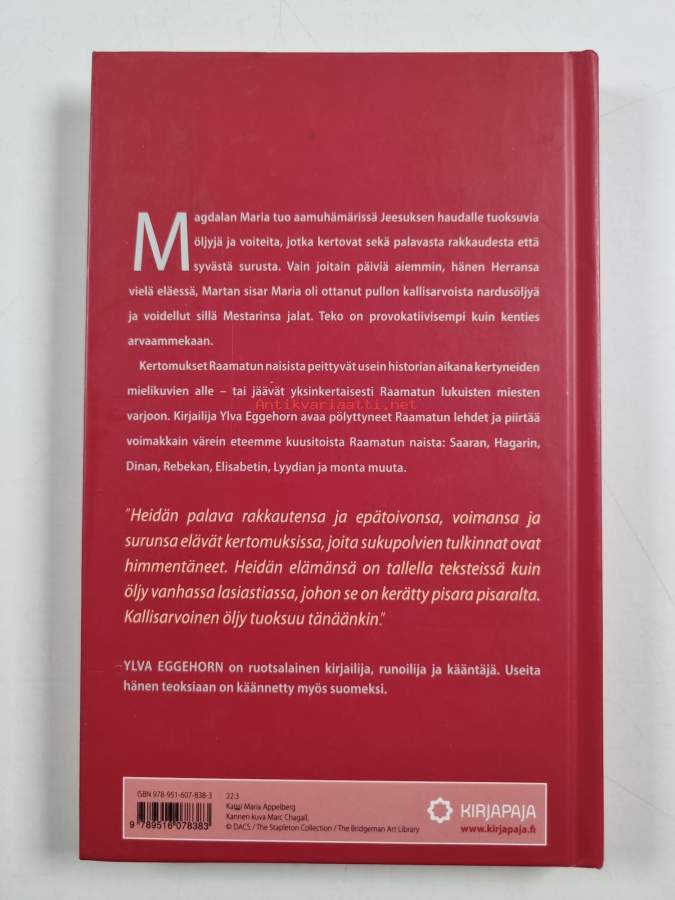 Magdalan Maria tuo aamuhämärissä Jeesuksen haudalle tuoksuvia
öljyjä ja voiteita, jotka kertovat sekä palavasta rakkaudesta että
syvästä surusta. Vain joitain päiviä aiemmin, hänen Herransa
vielä eläessä, Martan sisar Maria oli ottanut pullon kallisarvoista nardusöljyä
ja voidellut sillä Mestarinsa jalat. Teko on provokatiivisempi kuin kenties
arvaammekaan.
Kertomukset Raamatun naisista peittyvät usein historian aikana kertyneiden
mielikuvien alle – tai jäävät yksinkertaisesti Raamatun lukuisten miesten
Antikvariaatti.net
varjoon. Kirjailija Ylva Eggehorn avaa pölyttyneet Raamatun lehdet ja piirtää
voimakkain värein eteemme kuusitoista Raamatun naista: Saaran, Hagarin,
Dinan, Rebekan, Elisabetin, Lyydian ja monta muuta.
"Heidän palava rakkautensa ja epätoivonsa, voimansa ja
surunsa elävät kertomuksissa, joita sukupolvien tulkinnat ovat
himmentäneet. Heidän elämänsä on tallella teksteissä kuin
öljy vanhassa lasiastiassa, johon se on kerätty pisara pisaralta.
Kallisarvoinen öljy tuoksuu tänäänkin."
YLVA EGGEHORN on ruotsalainen kirjailija, runoilija ja kääntäjä. Useita
hänen teoksiaan on käännetty myös suomeksi.
ISBN 978-951-607-838-3
9 789516 078383
22.3
Kansi Maria Appelberg
Kannen kuva Marc Chagall,
© DACS / The Stapleton Collection / The Bridgeman Art Library
KIRJAPAJA
www.kirjapaja.fi